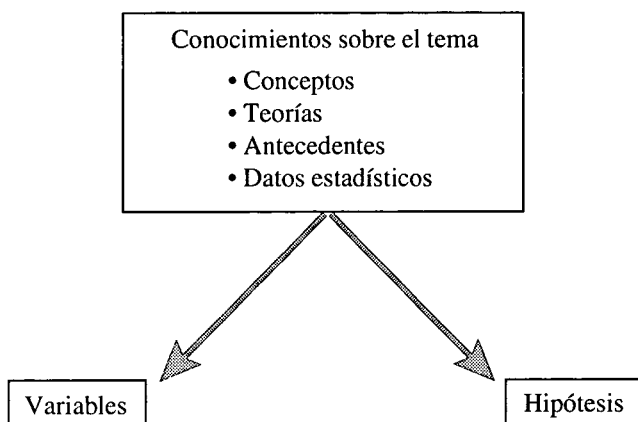 Conocimientos sobre el tema
• Conceptos
• Teorías
• Antecedentes
• Datos estadísticos
Variables
Hipótesis